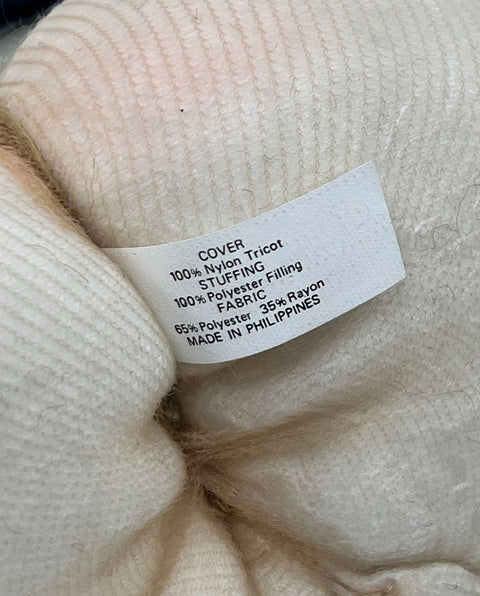 COVER
100% Nylon Tricot
STUFFING
100% Polyester Filling
FABRIC
65% Polyester 35% Rayon
MADE IN PHILIPPINES